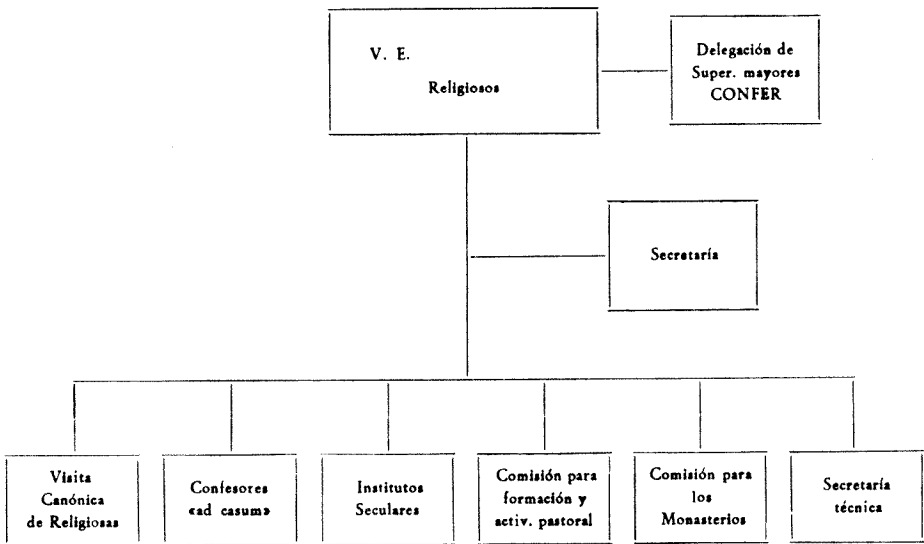 V. E.
Religiosos
Delegación de
Super. mayores
CONFER
Secretaría
Visita
Canónica
de Religiosas
Confesores
«ad casum»
Institutos
Seculares
Comisión para
formación y
activ. pastoral
Comisión para
los
Monasterios
Secretaría
técnica